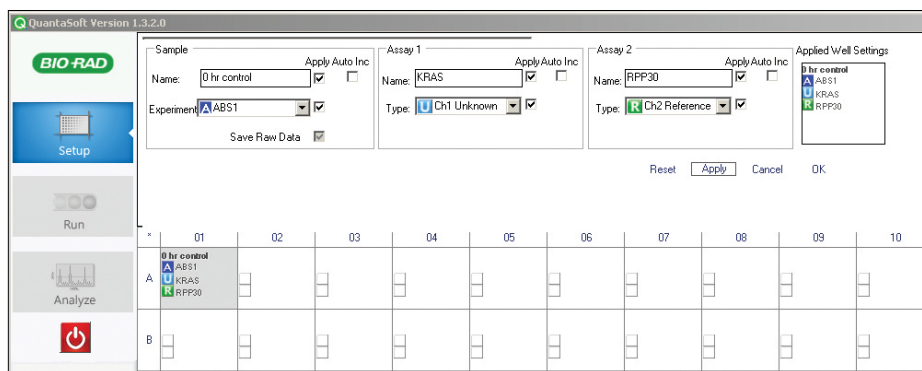 QuantaSoft Version 1.3.2.0
BIO-RAD
Setup
Run
Analyze
Sample
Apply Auto Inc
Name: 0 hr control
Experiment A ABS1
Save Raw Data
Assay 1
Apply Auto Inc
Name: KRAS
Type: U Ch1 Unknown
Assay 2
Apply Auto Inc
Name: RPP30
Type: R Ch2 Reference
Applied Well Settings
0 hr control
A ABS1
U KRAS
R RPP30
Reset Apply Cancel OK
* 01 02 03 04 05 06 07 08 09 10
A
0 hr control
A ABS1
U KRAS
R RPP30
B